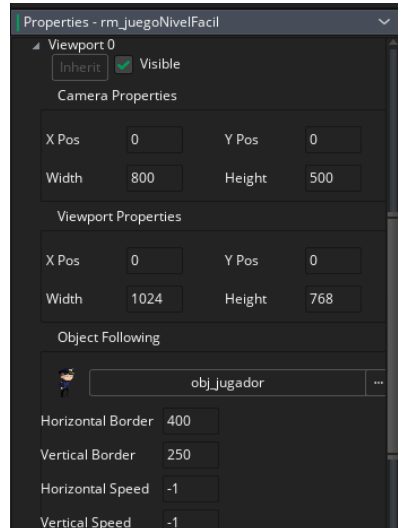 Properties - rm_juegoNivelFacil
Viewport 0
Inherit Visible
Camera Properties
X Pos 0 Y Pos 0
Width 800 Height 500
Viewport Properties
X Pos 0 Y Pos 0
Width 1024 Height 768
Object Following
obj_jugador ...
Horizontal Border 400
Vertical Border 250
Horizontal Speed -1
Vertical Speed -1